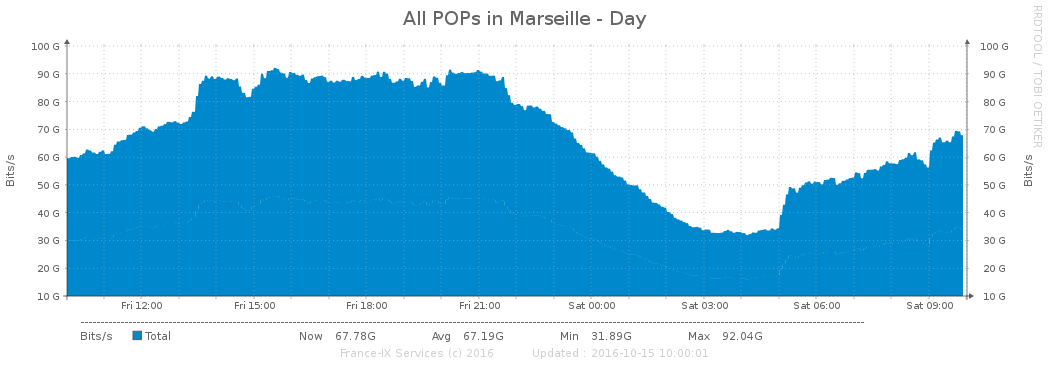 All POPs in Marseille - Day
RRDTOOL / TOBI OETIKER
Bits/s
100 G
90 G
80 G
70 G
60 G
50 G
40 G
30 G
20 G
10 G
100 G
90 G
80 G
70 G
60 G
50 G
40 G
30 G
20 G
10 G
Bits/s
Fri 12:00 Fri 15:00 Fri 18:00 Fri 21:00 Sat 00:00 Sat 03:00 Sat 06:00 Sat 09:00
Bits/s Total Now 67.78G Avg 67.19G Min 31.89G Max 92.04G
France-IX Services (c) 2016 Updated : 2016-10-15 10:00:01